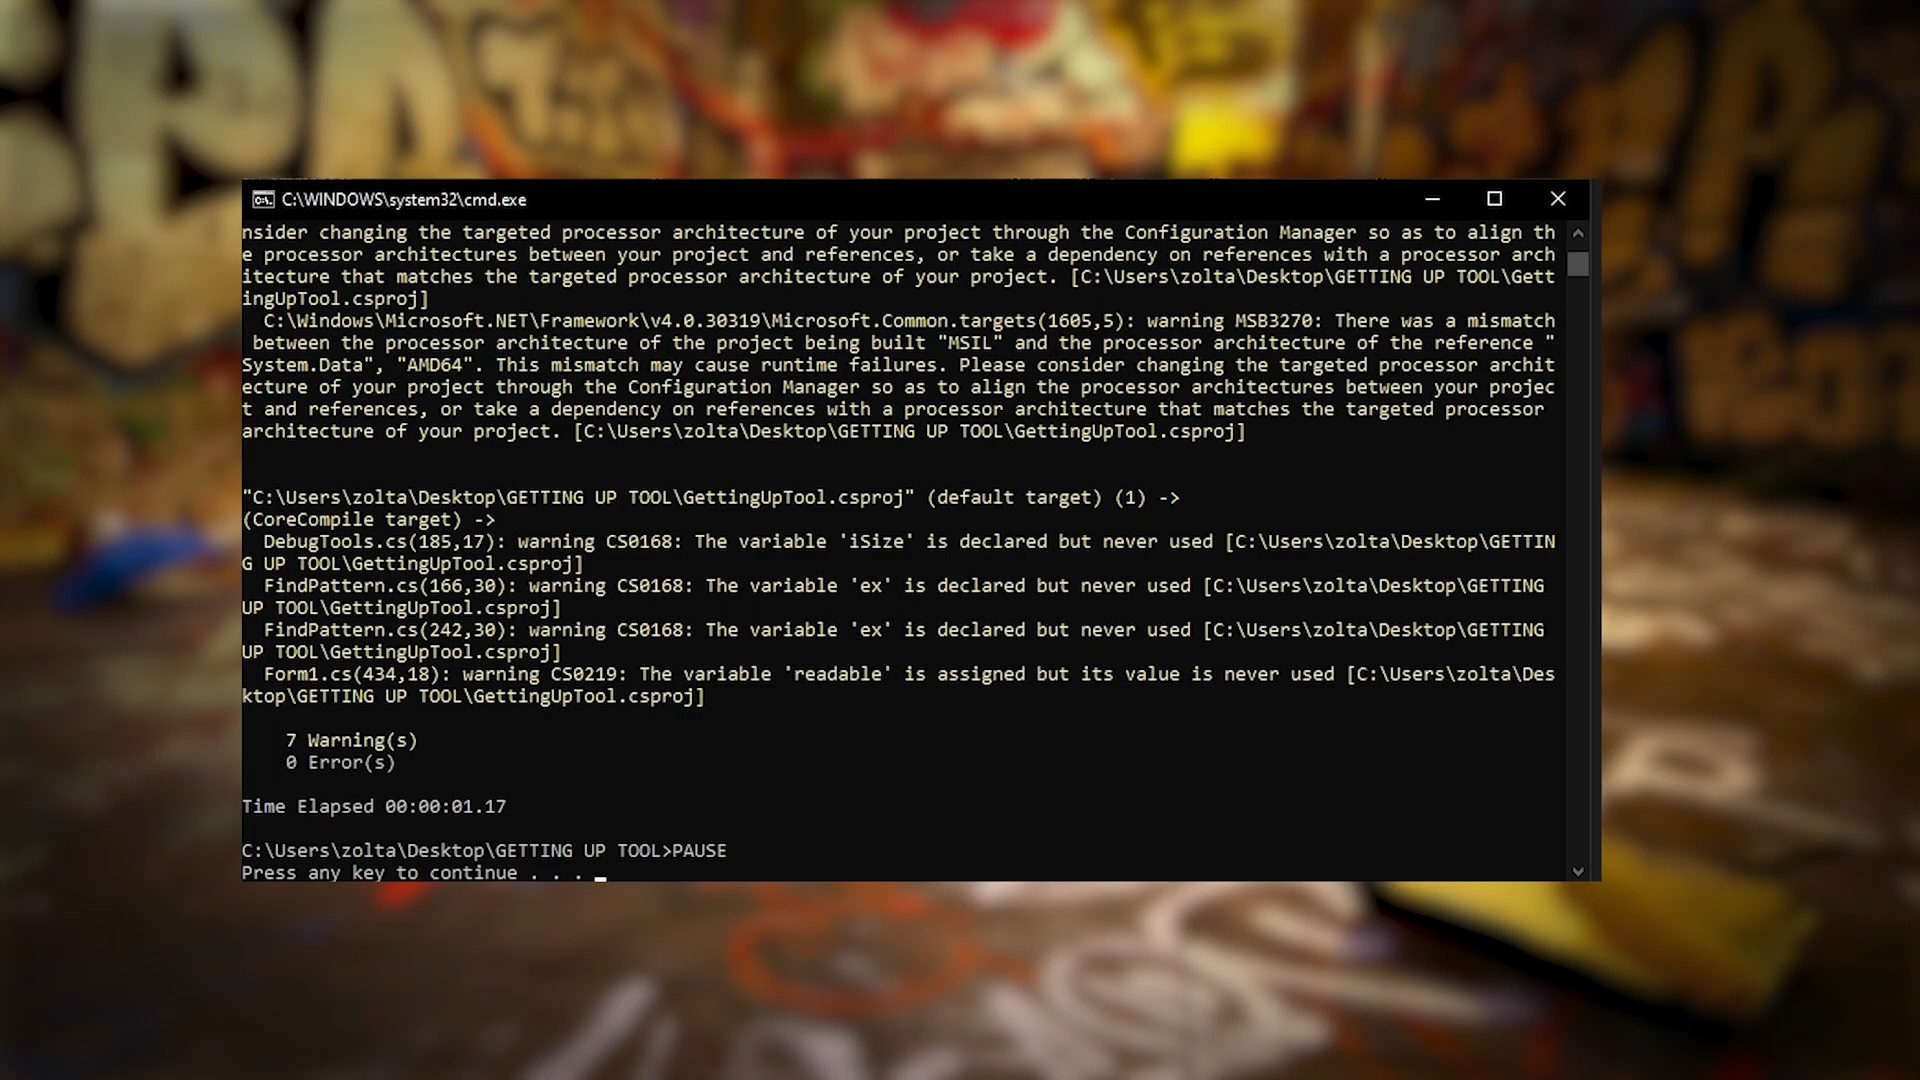 C:\WINDOWS\system32\cmd.exe
nsider changing the targeted processor architecture of your project through the Configuration Manager so as to align th
e processor architectures between your project and references, or take a dependency on references with a processor arch
itecture that matches the targeted processor architecture of your project. [C:\Users\zolta\Desktop\GETTING UP TOOL\Gett
ingUpTool.csproj]
C:\Windows\Microsoft.NET\Framework\v4.0.30319\Microsoft.Common.targets(1605,5): warning MSB3270: There was a mismatch
between the processor architecture of the project being built "MSIL" and the processor architecture of the reference "
System.Data", "AMD64". This mismatch may cause runtime failures. Please consider changing the targeted processor archit
ecture of your project through the Configuration Manager so as to align the processor architectures between your projec
t and references, or take a dependency on references with a processor architecture that matches the targeted processor
architecture of your project. [C:\Users\zolta\Desktop\GETTING UP TOOL\GettingUpTool.csproj]
"C:\Users\zolta\Desktop\GETTING UP TOOL\GettingUpTool.csproj" (default target) (1) ->
(CoreCompile target) ->
DebugTools.cs(185,17): warning CS0168: The variable 'iSize' is declared but never used [C:\Users\zolta\Desktop\GETTIN
G UP TOOL\GettingUpTool.csproj]
FindPattern.cs(166,30): warning CS0168: The variable 'ex' is declared but never used [C:\Users\zolta\Desktop\GETTING
UP TOOL\GettingUpTool.csproj]
FindPattern.cs(242,30): warning CS0168: The variable 'ex' is declared but never used [C:\Users\zolta\Desktop\GETTING
UP TOOL\GettingUpTool.csproj]
Form1.cs(434,18): warning CS0219: The variable 'readable' is assigned but its value is never used [C:\Users\zolta\Des
ktop\GETTING UP TOOL\GettingUpTool.csproj]
7 Warning(s)
0 Error(s)
Time Elapsed 00:00:01.17
C:\Users\zolta\Desktop\GETTING UP TOOL>PAUSE
Press any key to continue . . .